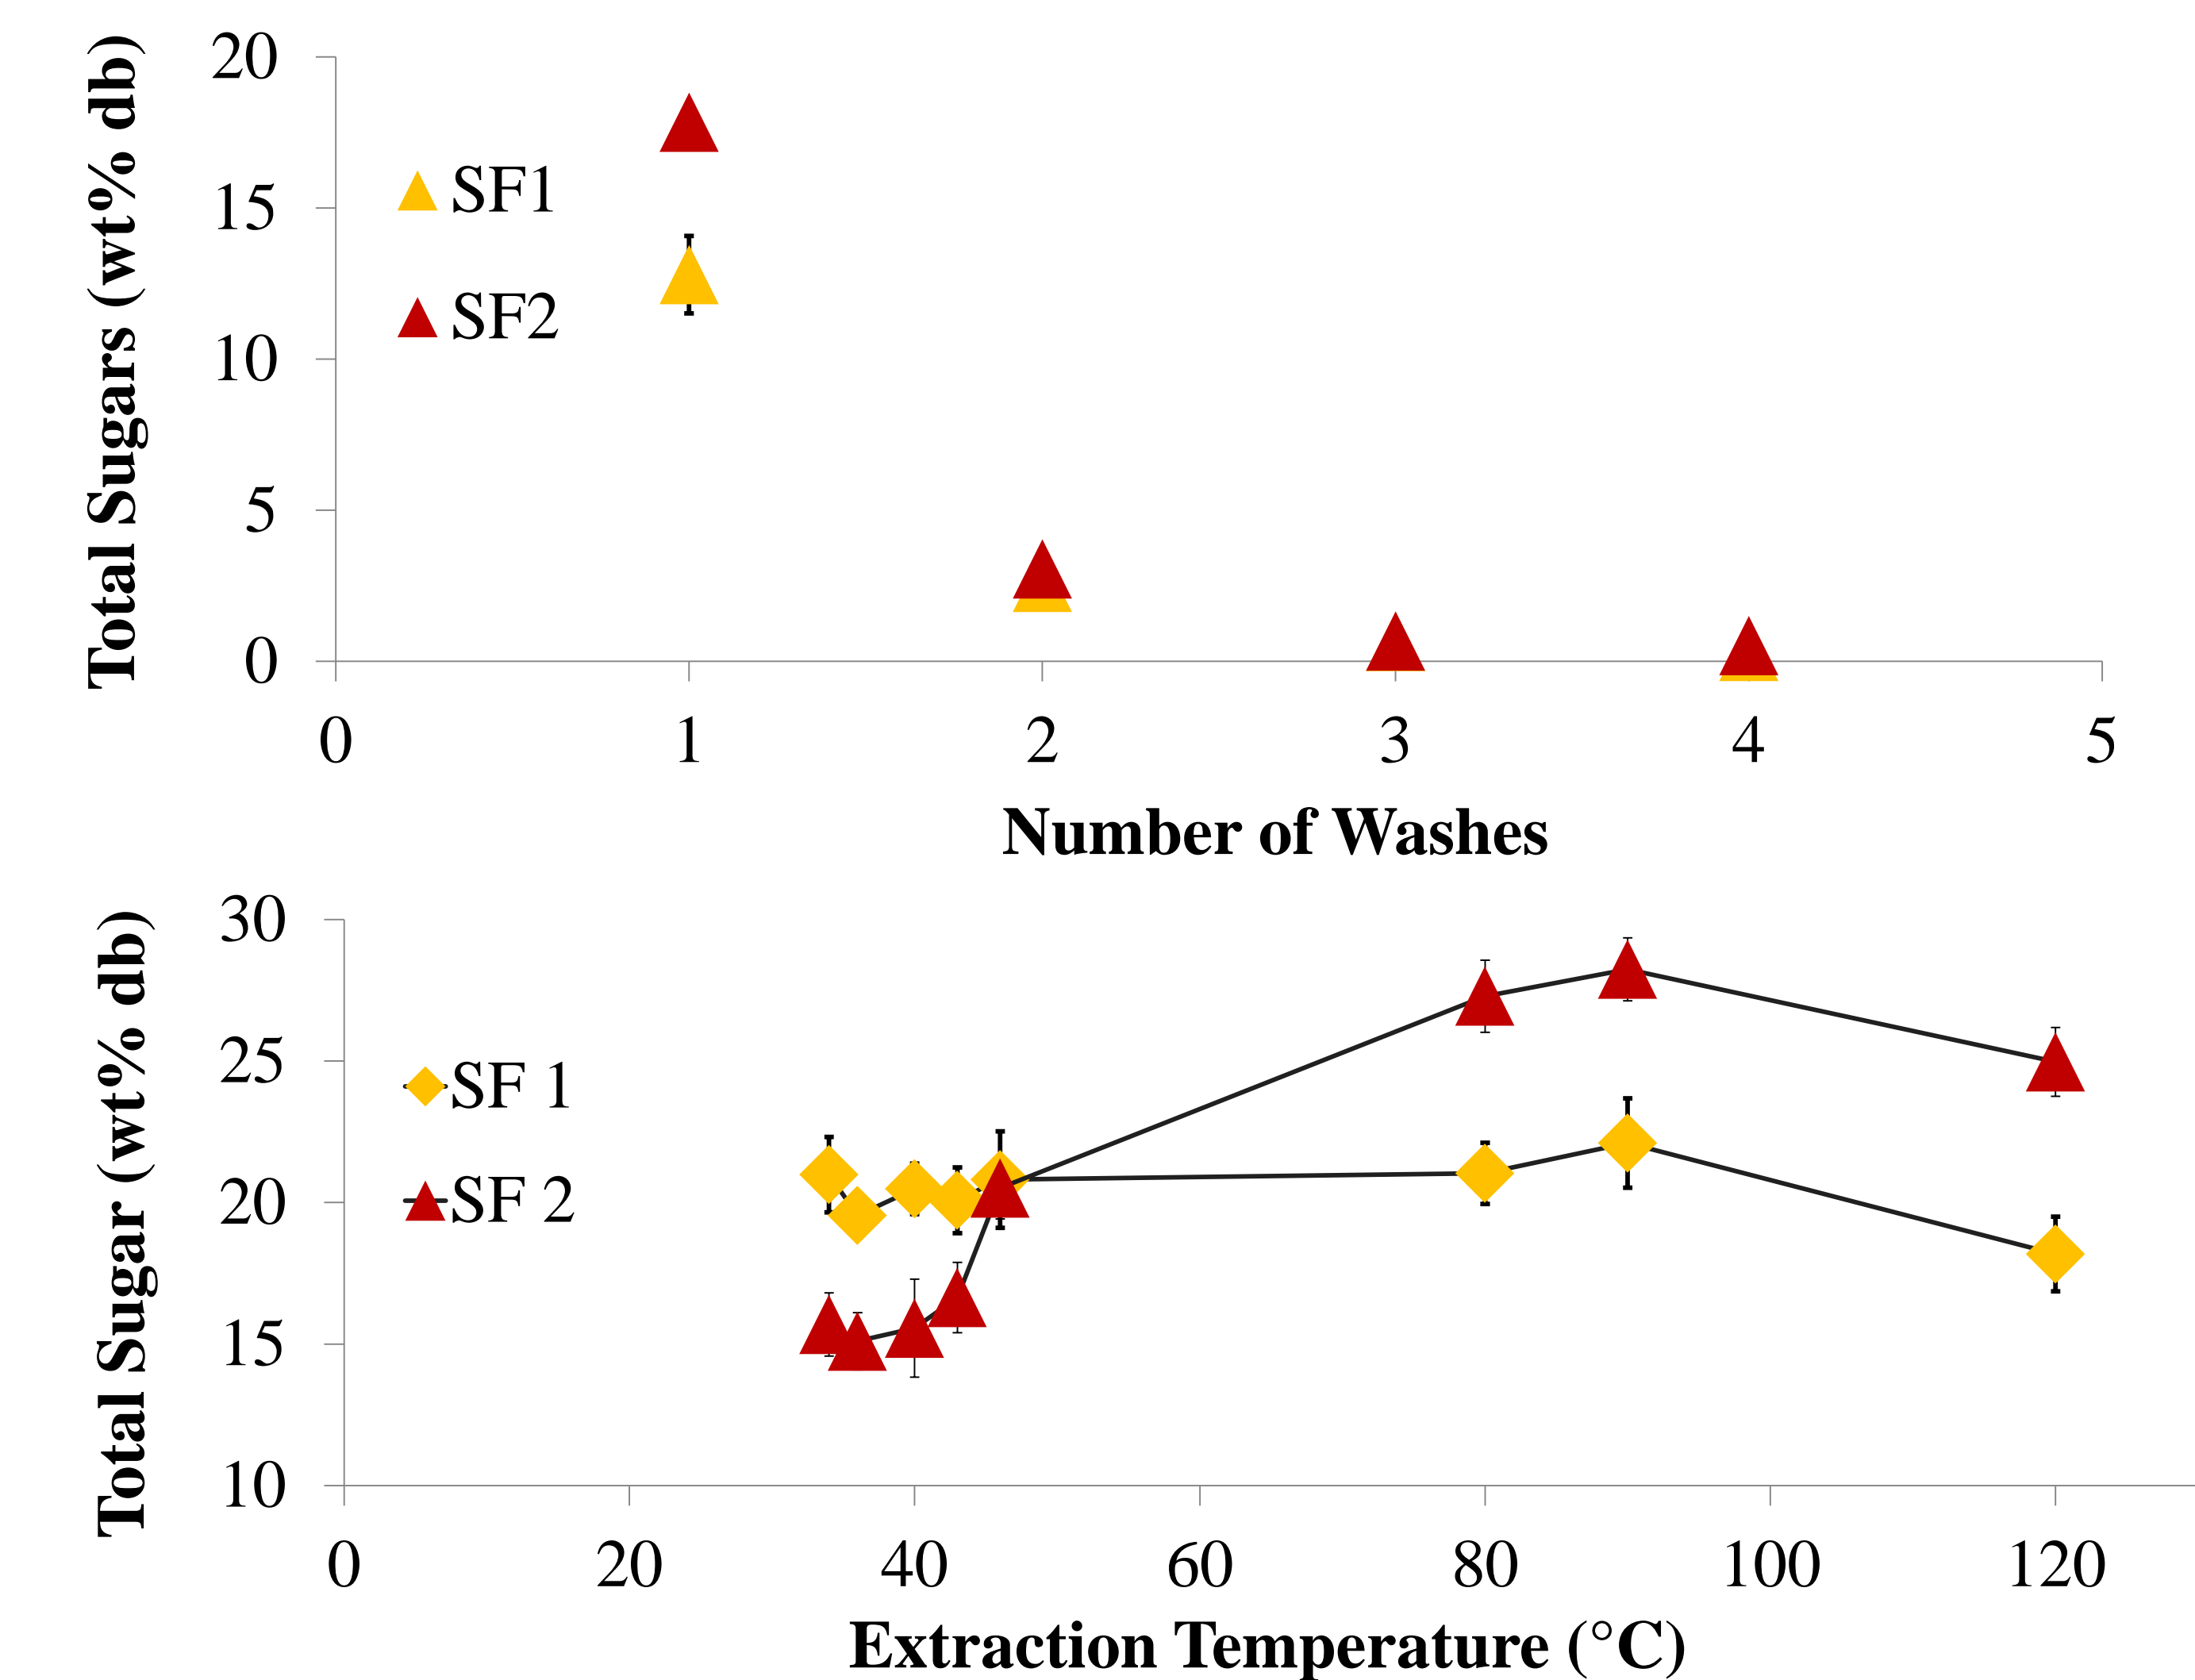 Total Sugars (wt% db)
20
15
10
5
0
SF1
SF2
0 1 2 3 4 5
Number of Washes
Total Sugar (wt% db)
30
25
20
15
10
SF 1
SF 2
0 20 40 60 80 100 120
Extraction Temperature (°C)